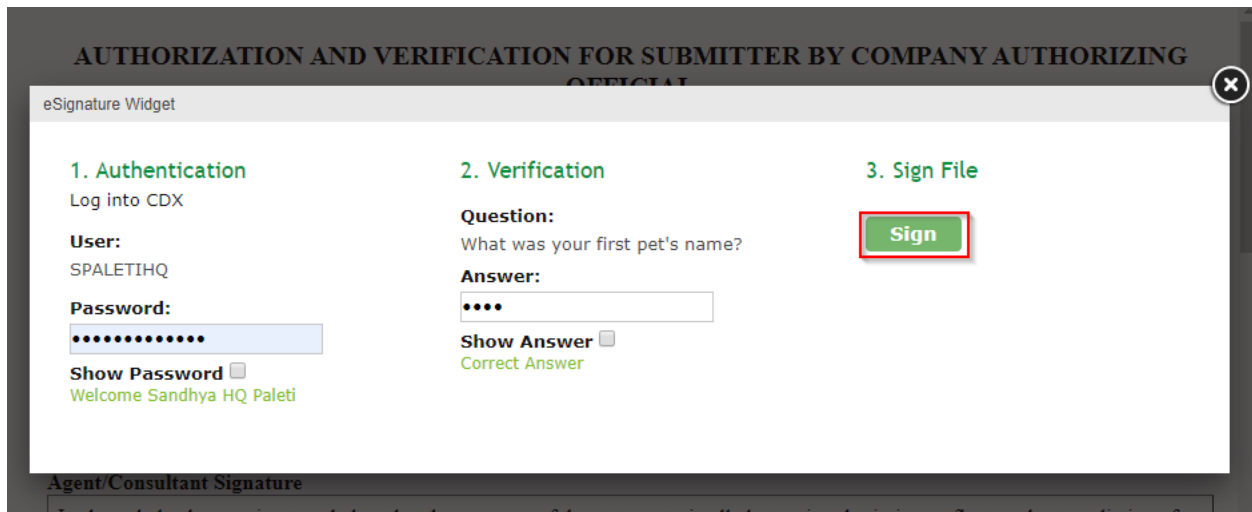 AUTHORIZATION AND VERIFICATION FOR SUBMITTER BY COMPANY AUTHORIZING
OFFICIAL
eSignature Widget
1. Authentication
Log into CDX
User:
SPALETIHQ
Password:
•••••••••••••
Show Password
Welcome Sandhya HQ Paleti
2. Verification
Question:
What was your first pet's name?
Answer:
••••
Show Answer
Correct Answer
3. Sign File
Sign
Agent/Consultant Signature